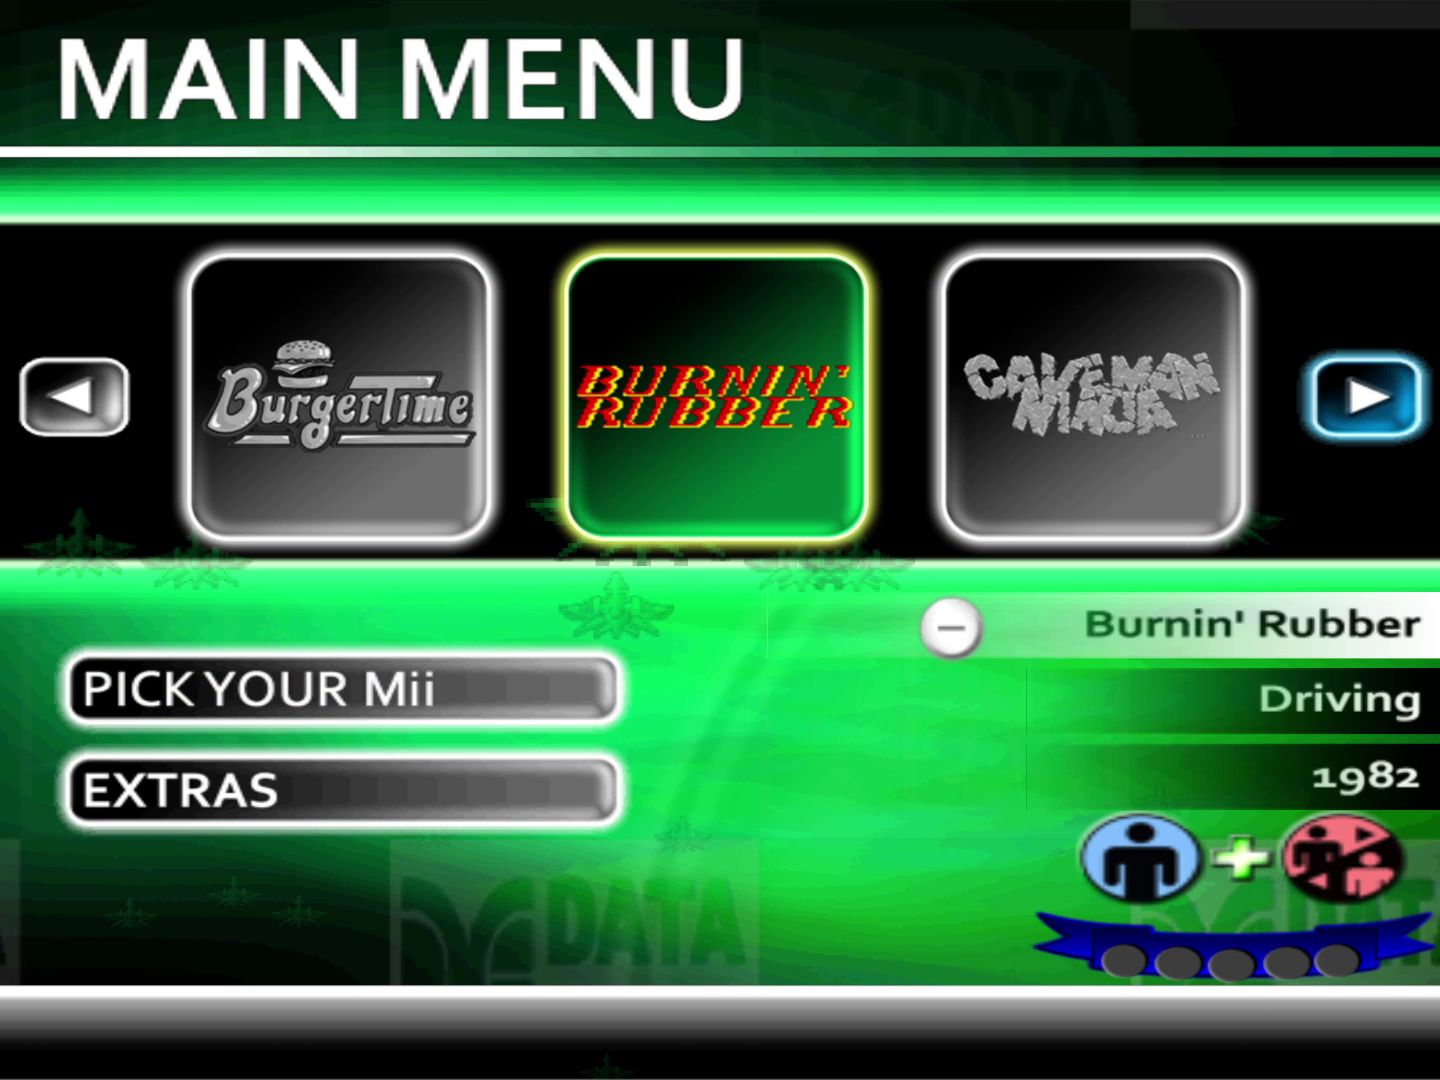 MAIN MENU
BurgerTime
BURNIN'
RUBBER
CAVEMAN
NINJA
Burnin' Rubber
PICK YOUR Mii
Driving
EXTRAS
1982
DATA